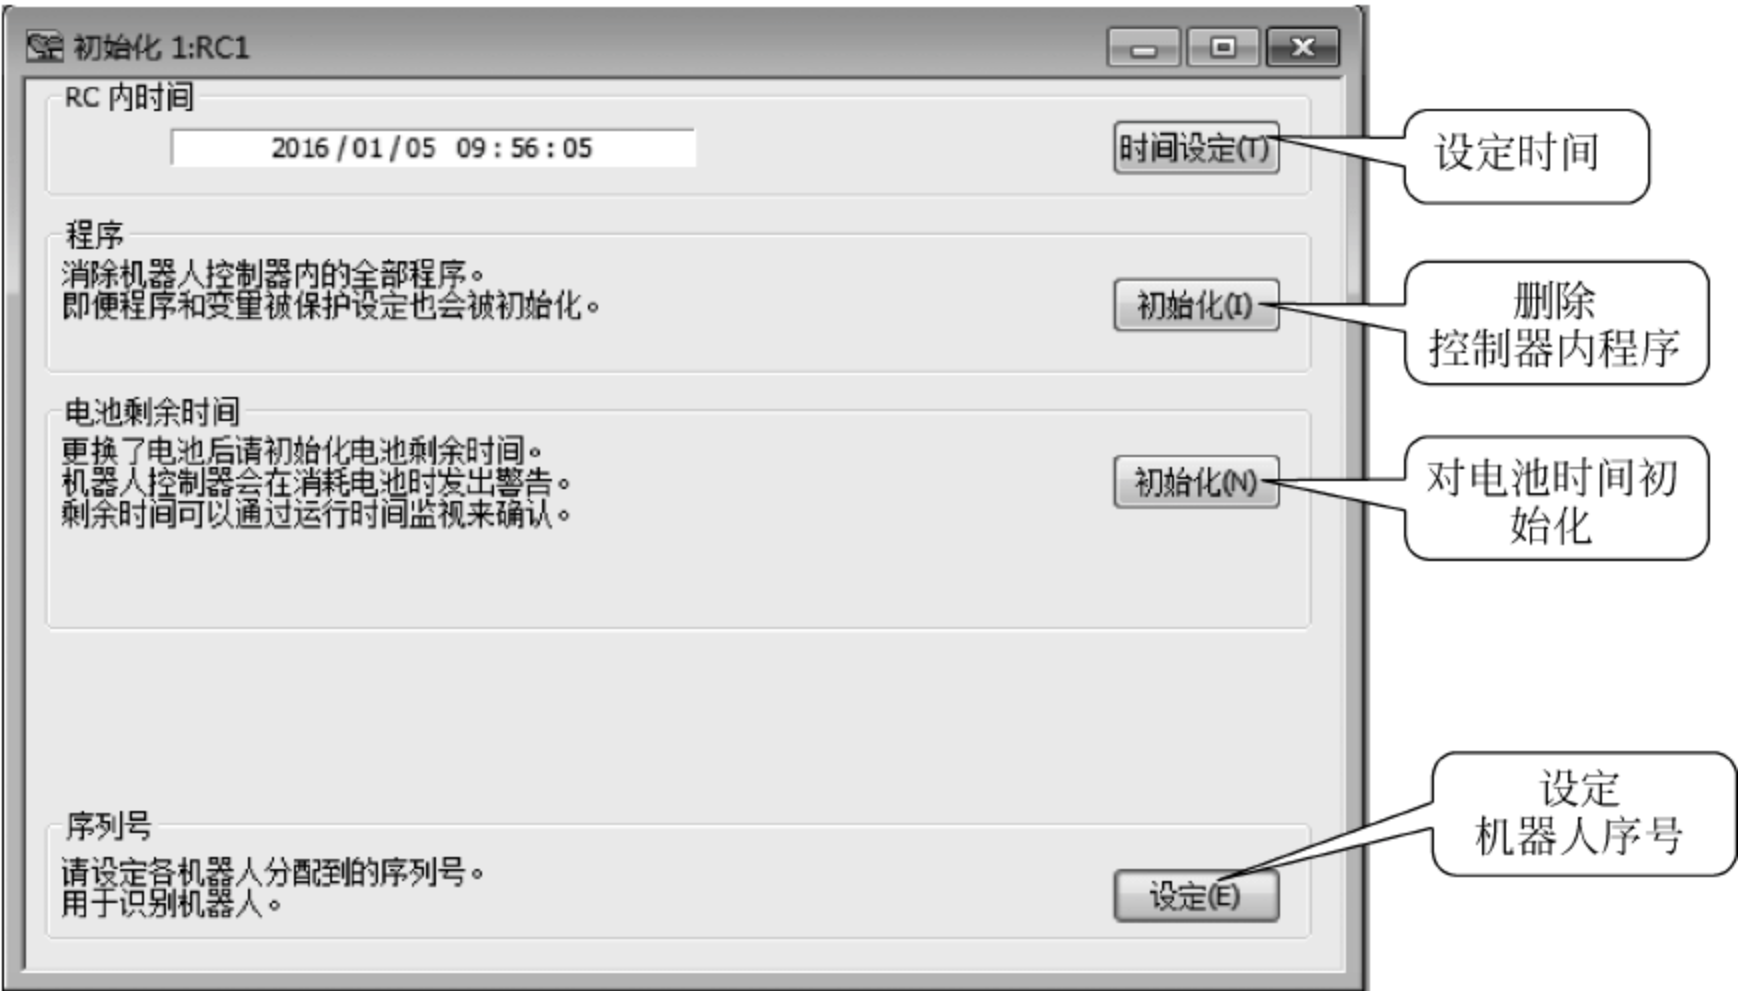 初始化 1:RC1
RC 内时间
2016 / 01 / 05 09 : 56 : 05
时间设定(T)
设定时间
程序
消除机器人控制器内的全部程序。
即便程序和变量被保护设定也会被初始化。
初始化(I)
删除
控制器内程序
电池剩余时间
更换了电池后请初始化电池剩余时间。
机器人控制器会在消耗电池时发出警告。
剩余时间可以通过运行时间监视来确认。
初始化(N)
对电池时间初
始化
序列号
请设定各机器人分配到的序列号。
用于识别机器人。
设定(E)
设定
机器人序号